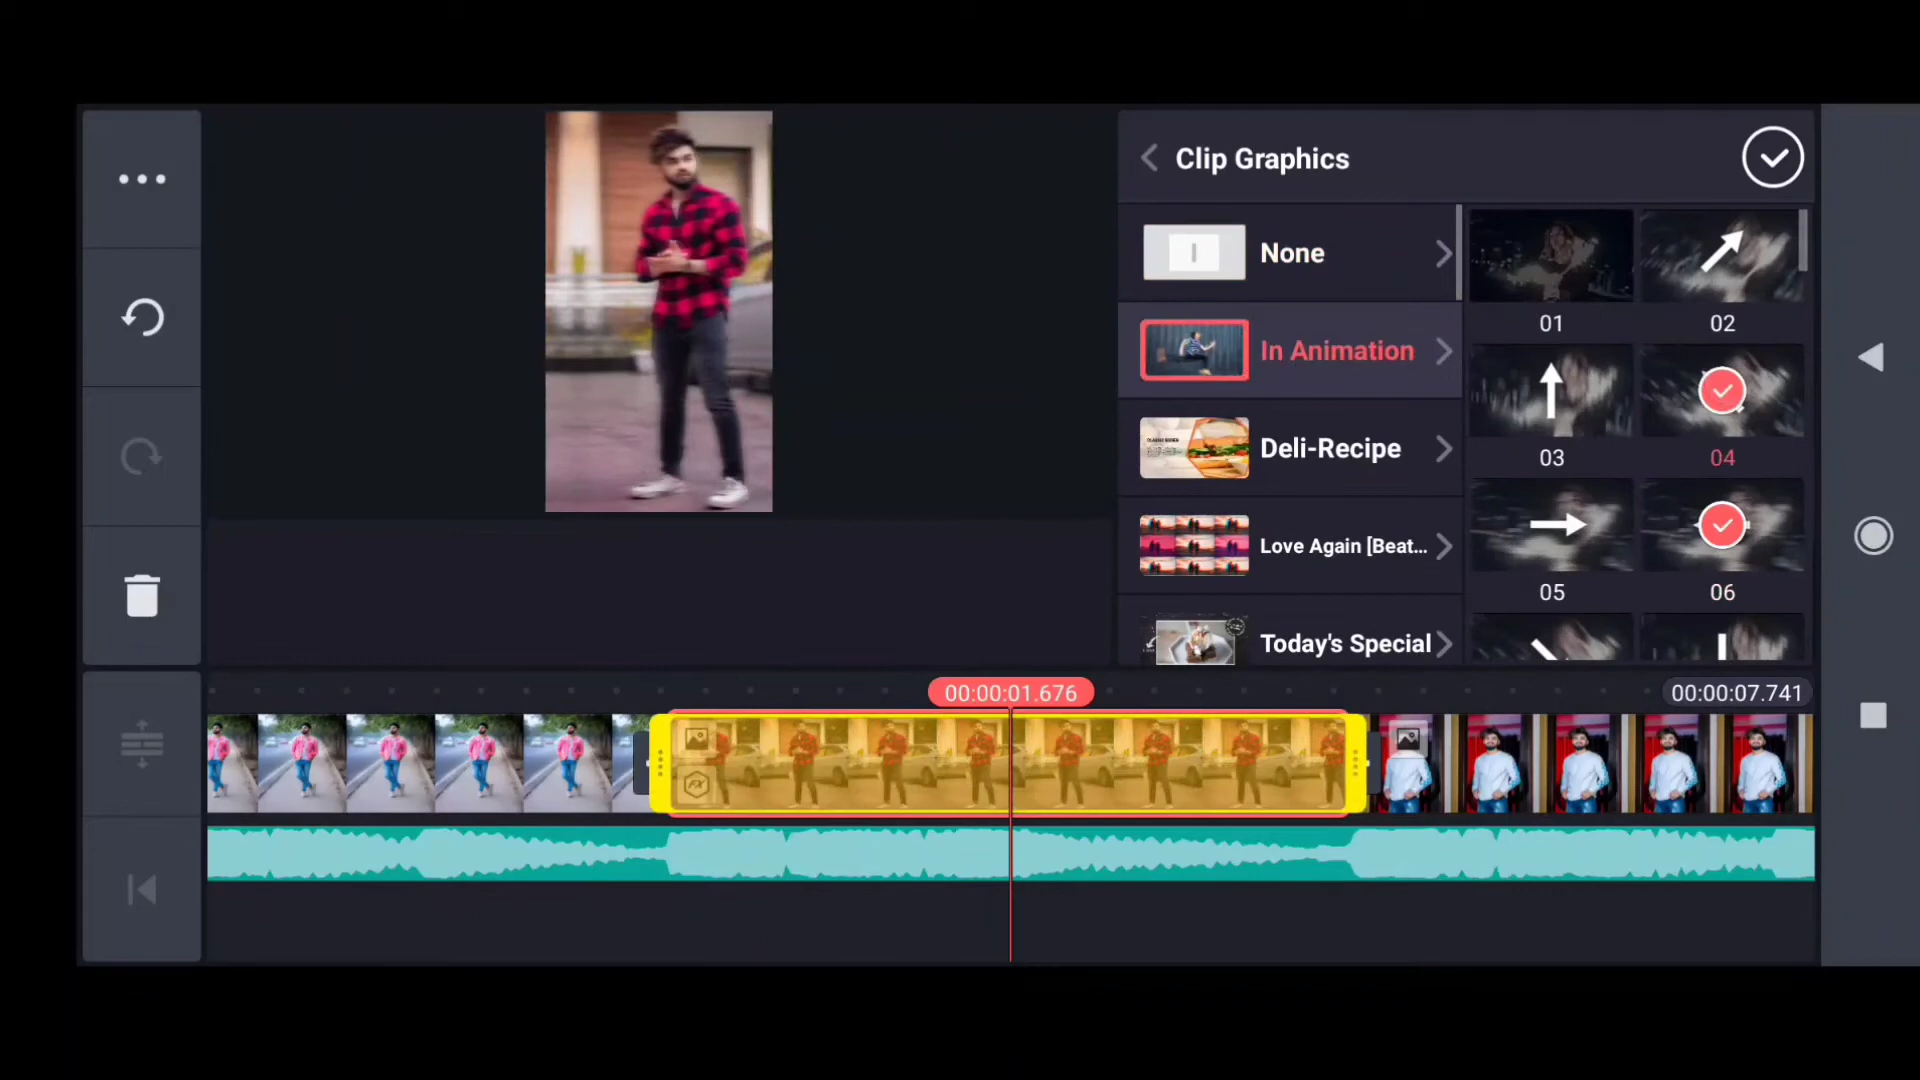 Clip Graphics
None
In Animation
Deli-Recipe
Love Again [Beat...
Today's Special
01
02
03
04
05
06
00:00:01.676
00:00:07.741